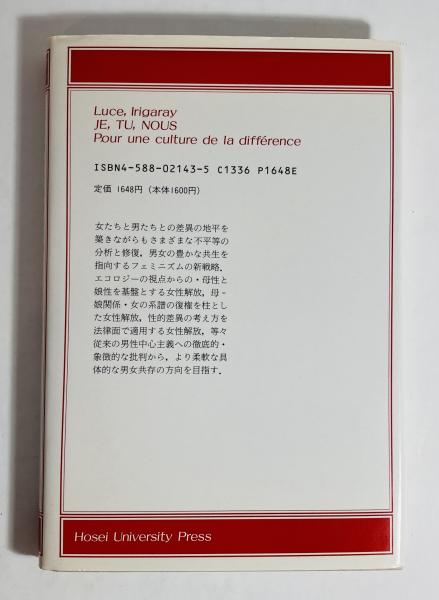 Luce, Irigaray
JE, TU, NOUS
Pour une culture de la différence
ISBN4-588-02143-5 C1336 P1648E
定価 1648円（本体1600円）
女たちと男たちとの差異の地平を
築きながらもさまざまな不平等の
分析と修復，男女の豊かな共生を
指向するフェミニズムの新戦略．
エコロジーの視点からの・母性と
娘性を基盤とする女性解放，母‐
娘関係・女の系譜の復権を柱とし
た女性解放，性的差異の考え方を
法律面で適用する女性解放，等々
従来の男性中心主義への徹底的・
象徴的な批判から，より柔軟な具
体的な男女共存の方向を目指す．
Hosei University Press